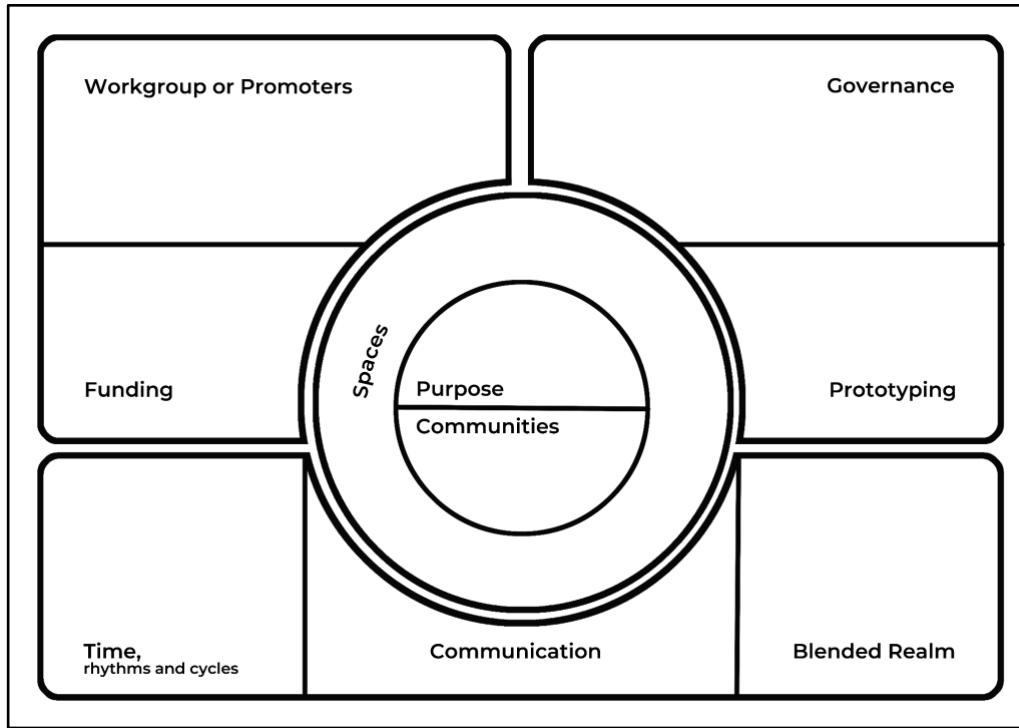 Workgroup or Promoters
Governance
Spaces
Purpose
Communities
Funding
Prototyping
Time,
rhythms and cycles
Communication
Blended Realm